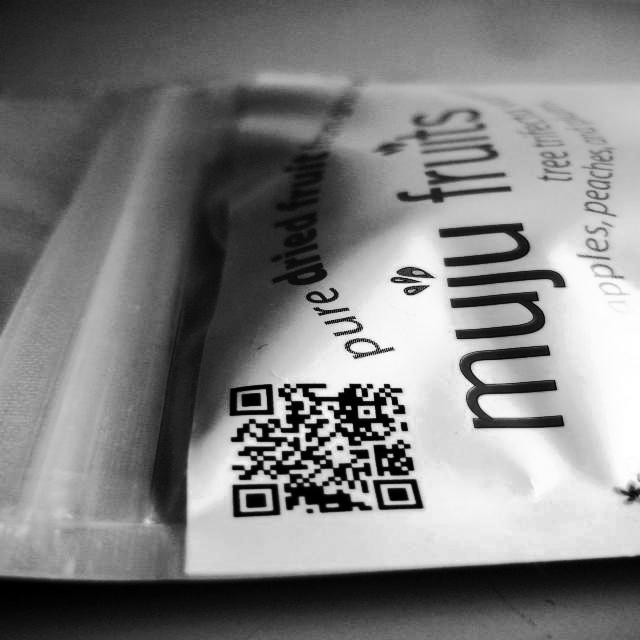 pure dried fruit
muju fruits
tree
apples, peaches,